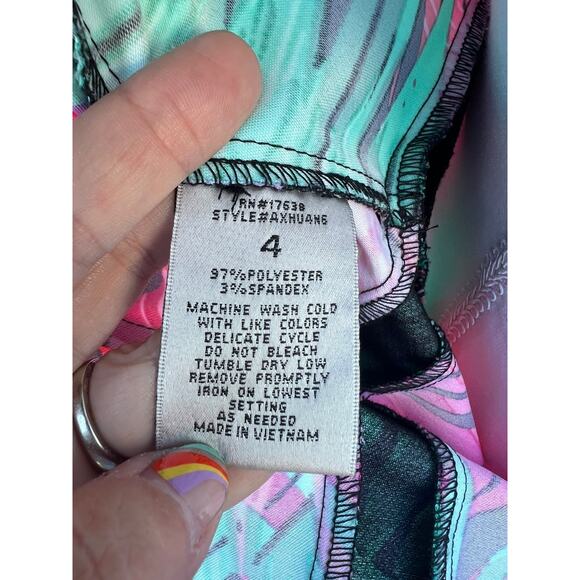 RN#17638
STYLE#AXHUANG
4
97%POLYESTER
3%SPANDEX
MACHINE WASH COLD
WITH LIKE COLORS
DELICATE CYCLE
DO NOT BLEACH
TUMBLE DRY LOW
REMOVE PROMPTLY
IRON ON LOWEST
SETTING
AS NEEDED
MADE IN VIETNAM